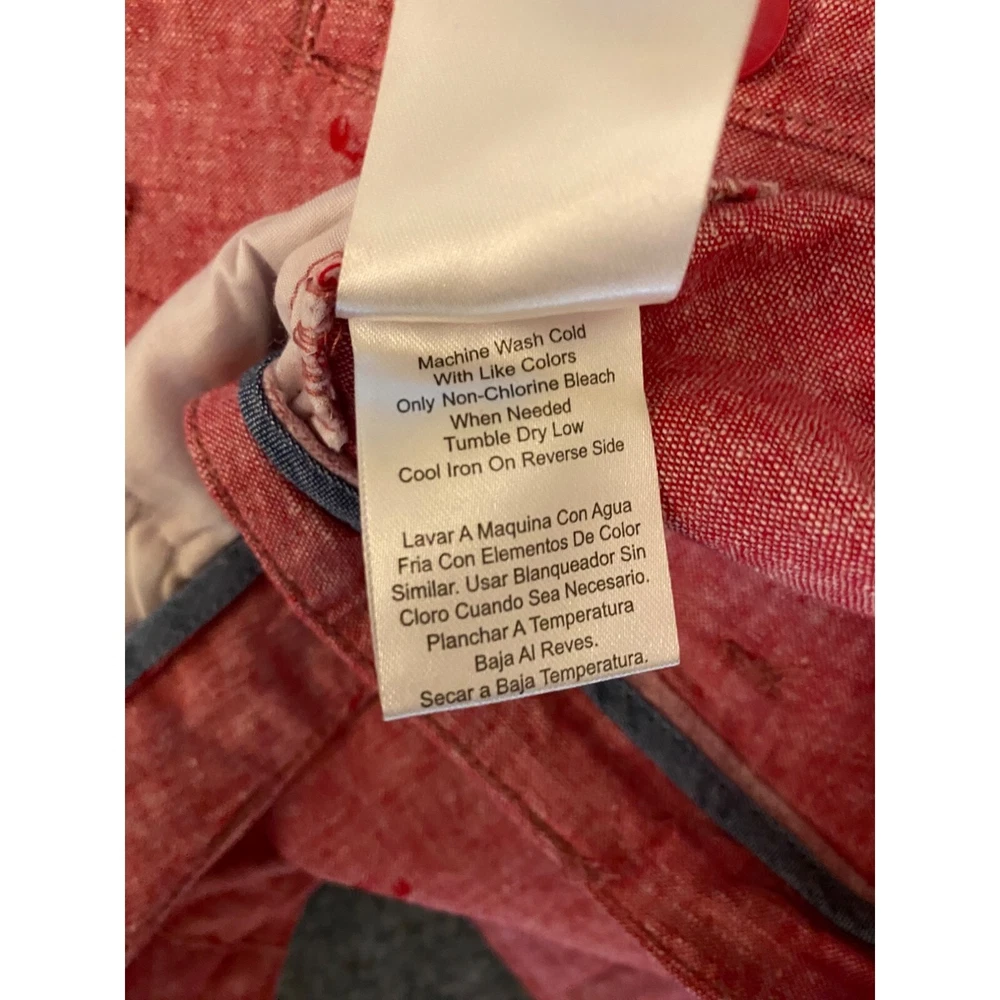 Machine Wash Cold
With Like Colors
Only Non-Chlorine Bleach
When Needed
Tumble Dry Low
Cool Iron On Reverse Side
Lavar A Maquina Con Agua
Fria Con Elementos De Color
Similar. Usar Blanqueador Sin
Cloro Cuando Sea Necesario.
Planchar A Temperatura
Baja Al Reves.
Secar a Baja Temperatura.